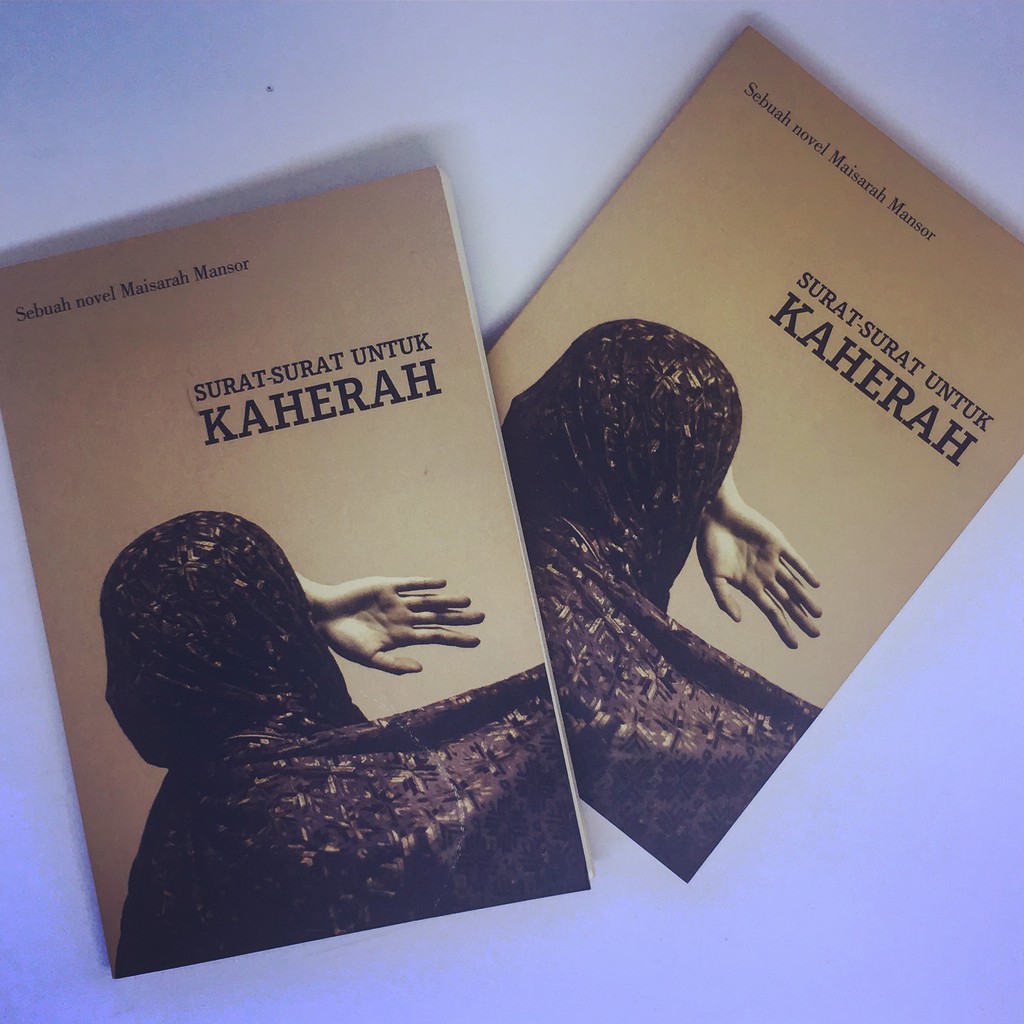 Sebuah novel Maisarah Mansor
SURAT-SURAT UNTUK
KAHERAH
Sebuah novel Maisarah Mansor
SURAT-SURAT UNTUK
KAHERAH